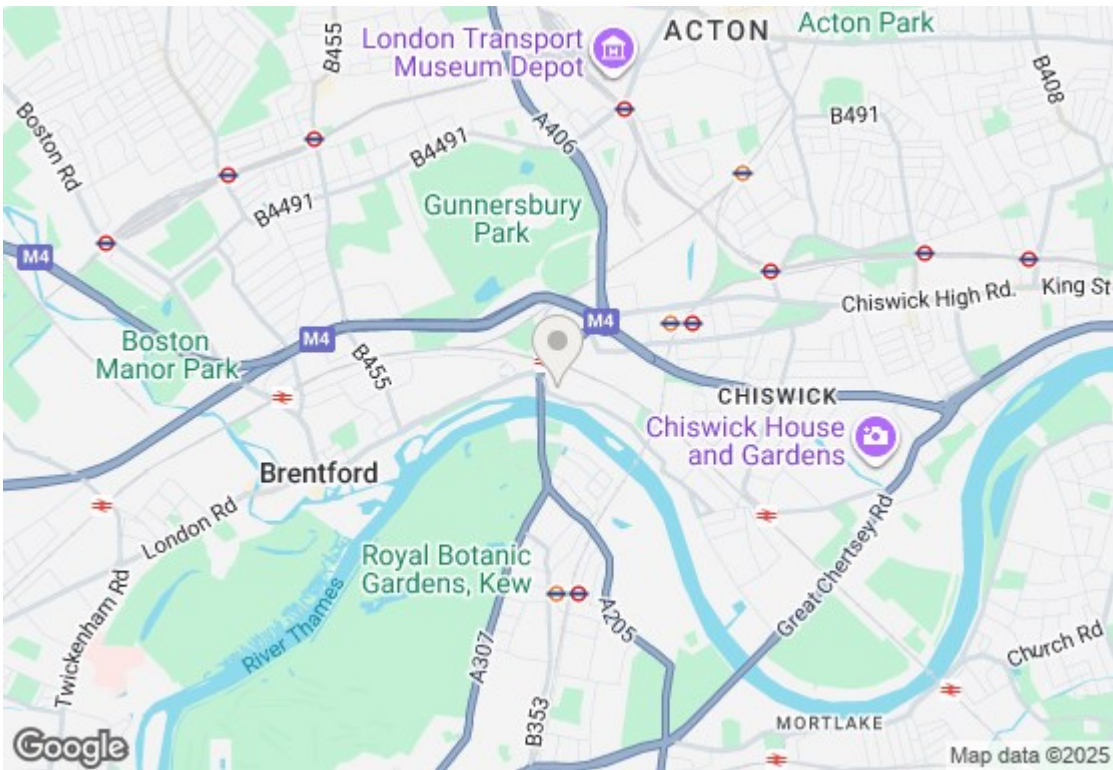 ACTON
Acton Park
London Transport
Museum Depot
B455
B408
B491
A406
Boston Rd
B4491
B4491
Gunnersbury
Park
M4
Chiswick High Rd.
King St
M4
M4
Boston
Manor Park
B455
CHISWICK
Chiswick House
and Gardens
Brentford
London Rd
Royal Botanic
Gardens, Kew
Great Chertsey Rd
Twickenham Rd
River Thames
A205
A307
Church Rd
B353
MORTLAKE
Google
Map data ©2025